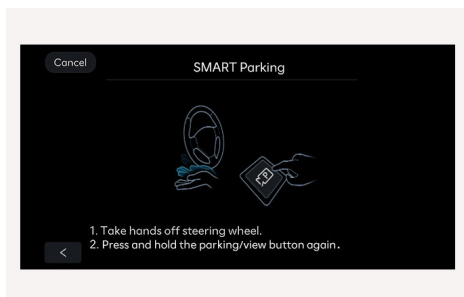 Cancel
SMART Parking
P
1. Take hands off steering wheel.
2. Press and hold the parking/view button again.
<